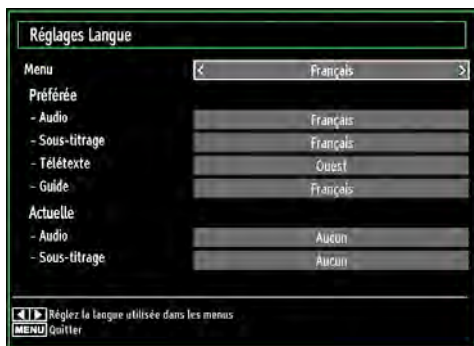 Réglages Langue
Menu < Français >
Préférée
- Audio Français
- Sous-titrage Français
- Télétexte Ouest
- Guide Français
Actuelle
- Audio Aucun
- Sous-titrage Aucun
Réglez la langue utilisée dans les menus
MENU Quitter